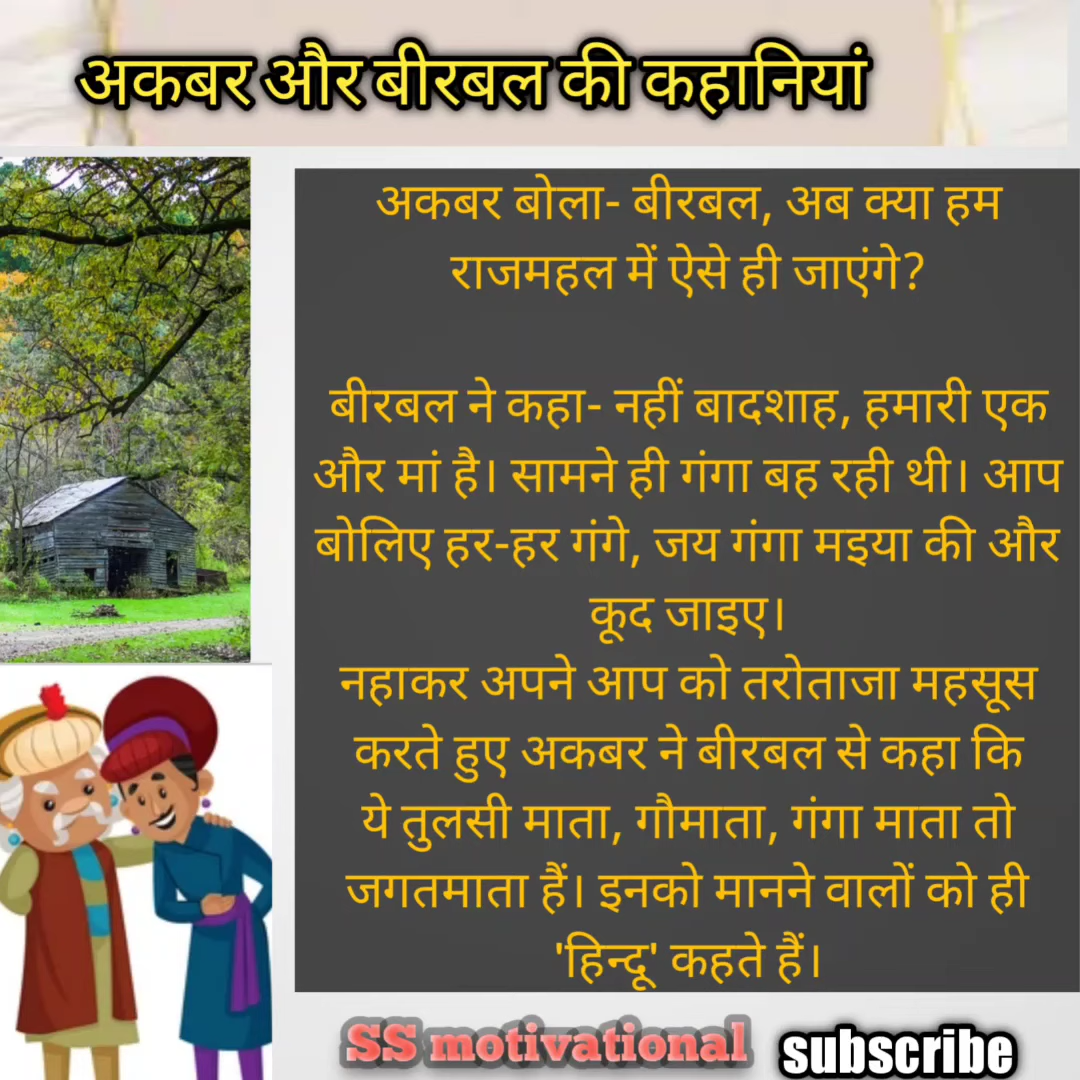 अकबर और बीरबल की कहानियां
अकबर बोला- बीरबल, अब क्या हम
राजमहल में ऐसे ही जाएंगे?
बीरबल ने कहा- नहीं बादशाह, हमारी एक
और मां है। सामने ही गंगा बह रही थी। आप
बोलिए हर-हर गंगे, जय गंगा मइया की और
कूद जाइए।
नहाकर अपने आप को तरोताजा महसूस
करते हुए अकबर ने बीरबल से कहा कि
ये तुलसी माता, गौमाता, गंगा माता तो
जगतमाता हैं। इनको मानने वालों को ही
'हिन्दू' कहते हैं।
SS motivational subscribe